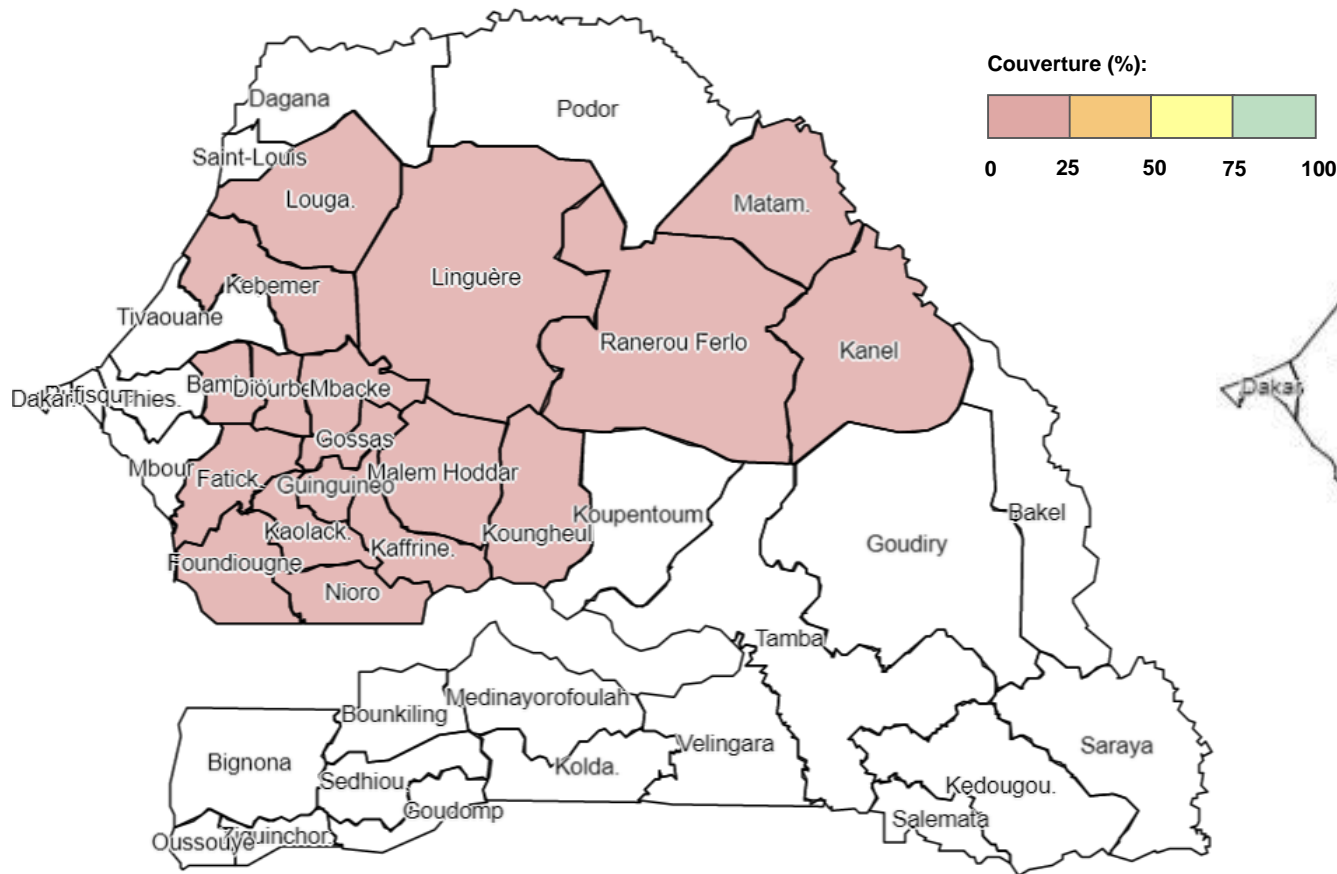 Couverture (%):
0 25 50 75 100
Dagana
Podor
Saint-Louis
Louga.
Matam.
Linguère
Kebemer
Tivaouane
Ranerou Ferlo
Kanel
Dakar.
Thies.
Mbacke
Dakar
Gossas
Mbour
Fatick.
Guinguineo
Malem Hoddar
Koupentoum
Bakel
Kaolack.
Kaffrine.
Koungheul
Goudiry
Foundiougne
Nioro
Tamba
Medinayorofoulah
Bounkiling
Velingara
Saraya
Bignona
Sedhiou.
Kolda.
Kedougou.
Goudomp
Salemata
Oussouye